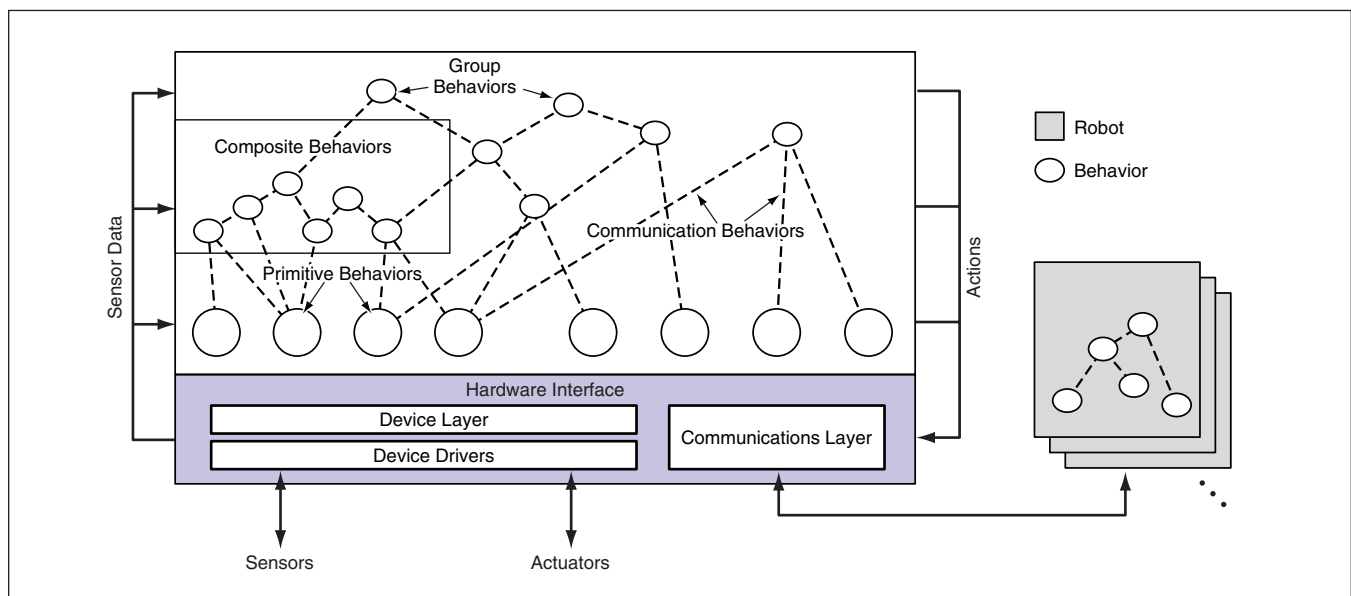 Group
Behaviors
Composite Behaviors
Communication Behaviors
Primitive Behaviors
Sensor Data
Actions
Robot
Behavior
Hardware Interface
Device Layer
Device Drivers
Communications Layer
Sensors
Actuators